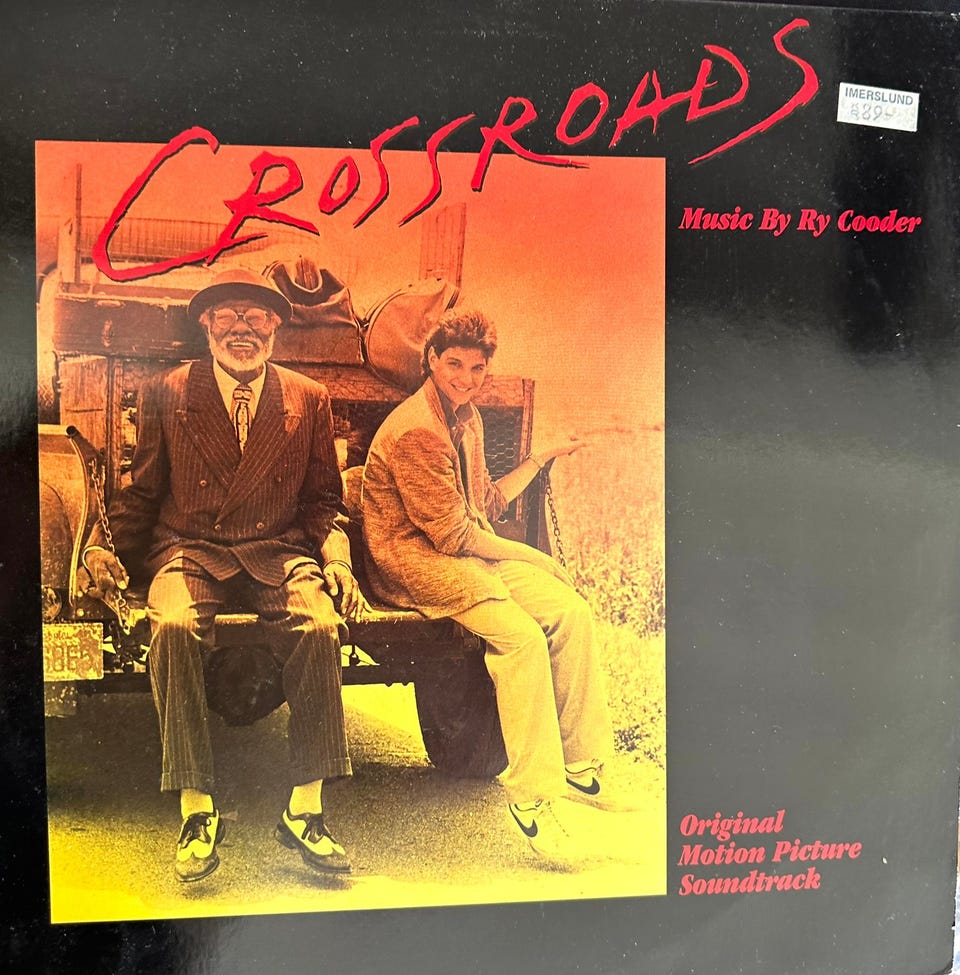 CROSSROADS
IMERSLUND
Music By Ry Cooder
Original
Motion Picture
Soundtrack